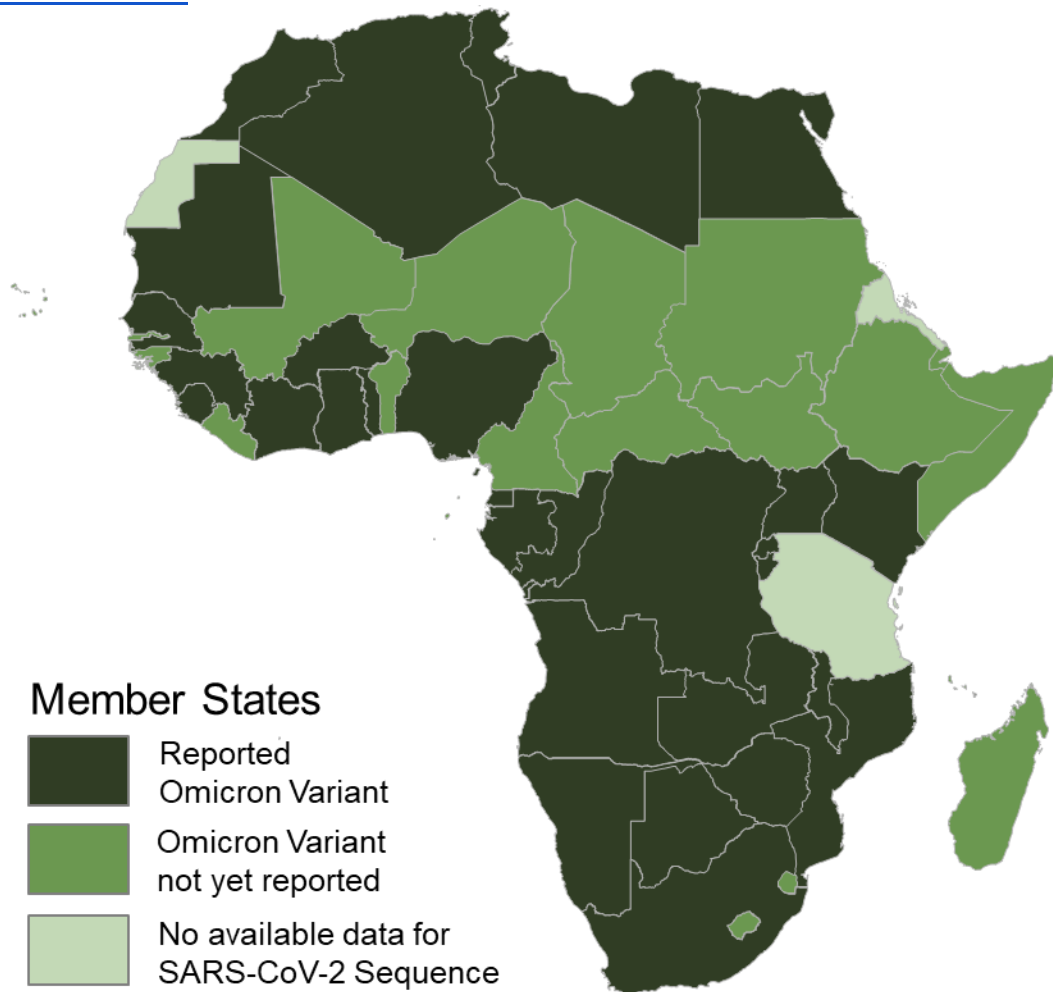 Member States
Reported
Omicron Variant
Omicron Variant
not yet reported
No available data for
SARS-CoV-2 Sequence